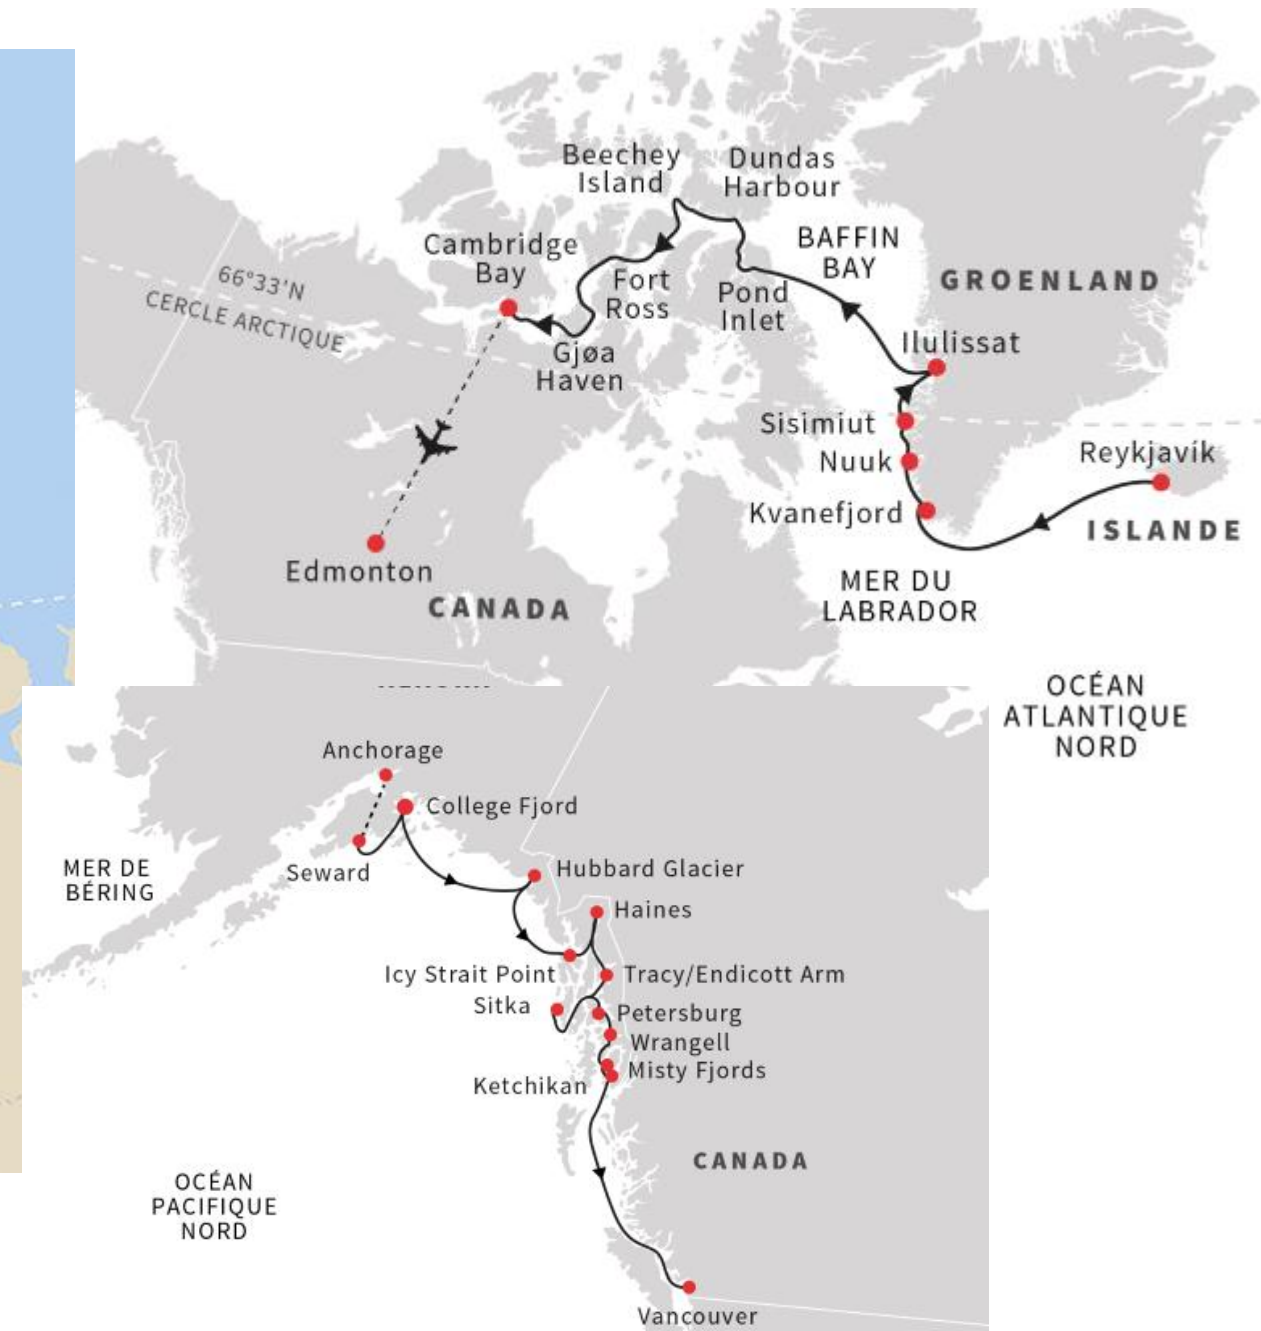 Beechey
Island
Dundas
Harbour
BAFFIN
BAY
Cambridge
Bay
66°33'N
CERCLE ARCTIQUE
Fort
Ross
Pond
Inlet
GROENLAND
Ilulissat
Gjøa
Haven
Sisimiut
Nuuk
Reykjavík
Kvanefjord
ISLANDE
Edmonton
CANADA
MER DU
LABRADOR
OCÉAN
ATLANTIQUE
NORD
Anchorage
College Fjord
Seward
MER DE
BÉRING
Hubbard Glacier
Haines
Icy Strait Point
Tracy/Endicott Arm
Sitka
Petersburg
Wrangell
Misty Fjords
Ketchikan
CANADA
OCÉAN
PACIFIQUE
NORD
Vancouver